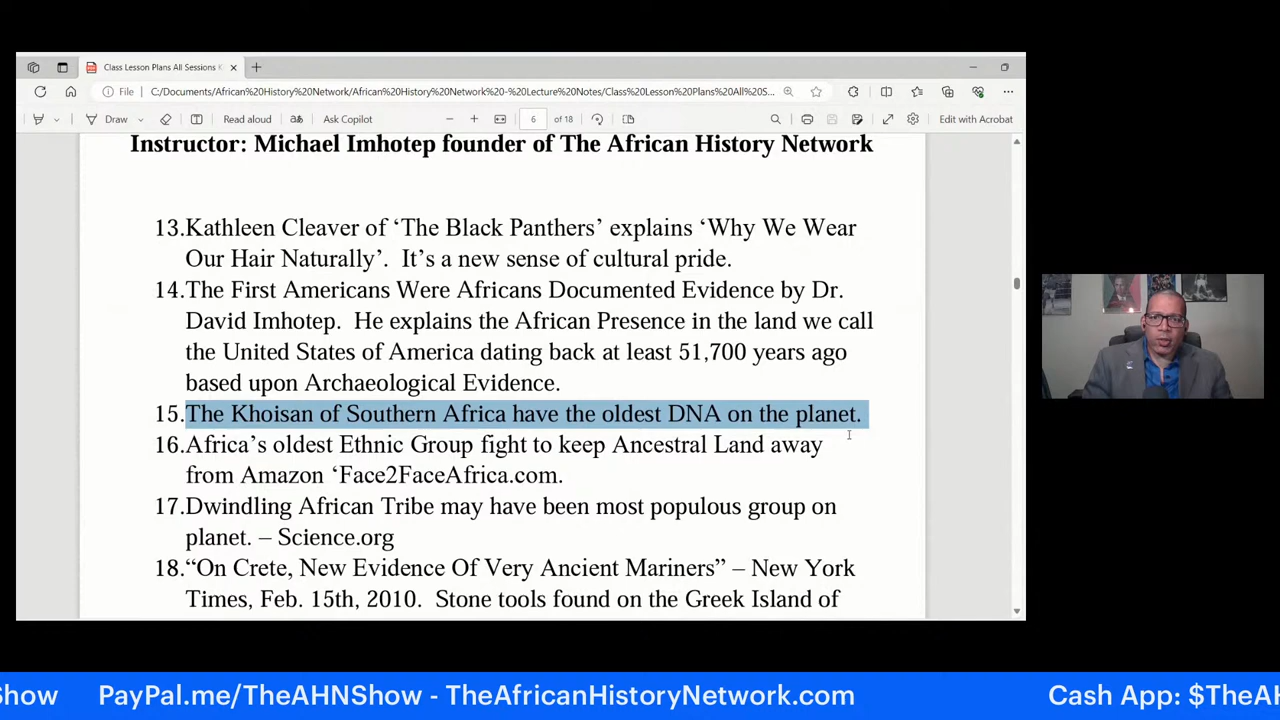 Class Lesson Plans All Sessions K
File
C:/Documents/African%20History%20Network/African%20History%20Network%20-%20Lecture%20Notes/Class%20Lesson%20Plans%20All%20S...
Draw
Read aloud
Ask Copilot
6
of 18
Edit with Acrobat
Instructor: Michael Imhotep founder of The African History Network
13.Kathleen Cleaver of ‘The Black Panthers’ explains ‘Why We Wear
Our Hair Naturally’.  It’s a new sense of cultural pride.
14.The First Americans Were Africans Documented Evidence by Dr.
David Imhotep.  He explains the African Presence in the land we call
the United States of America dating back at least 51,700 years ago
based upon Archaeological Evidence.
15.The Khoisan of Southern Africa have the oldest DNA on the planet.
16.Africa’s oldest Ethnic Group fight to keep Ancestral Land away
from Amazon ‘Face2FaceAfrica.com.
17.Dwindling African Tribe may have been most populous group on
planet. – Science.org
18.“On Crete, New Evidence Of Very Ancient Mariners” – New York
Times, Feb. 15th, 2010.  Stone tools found on the Greek Island of
Show PayPal.me/TheAHNShow - TheAfricanHistoryNetwork.com Cash App: $TheA